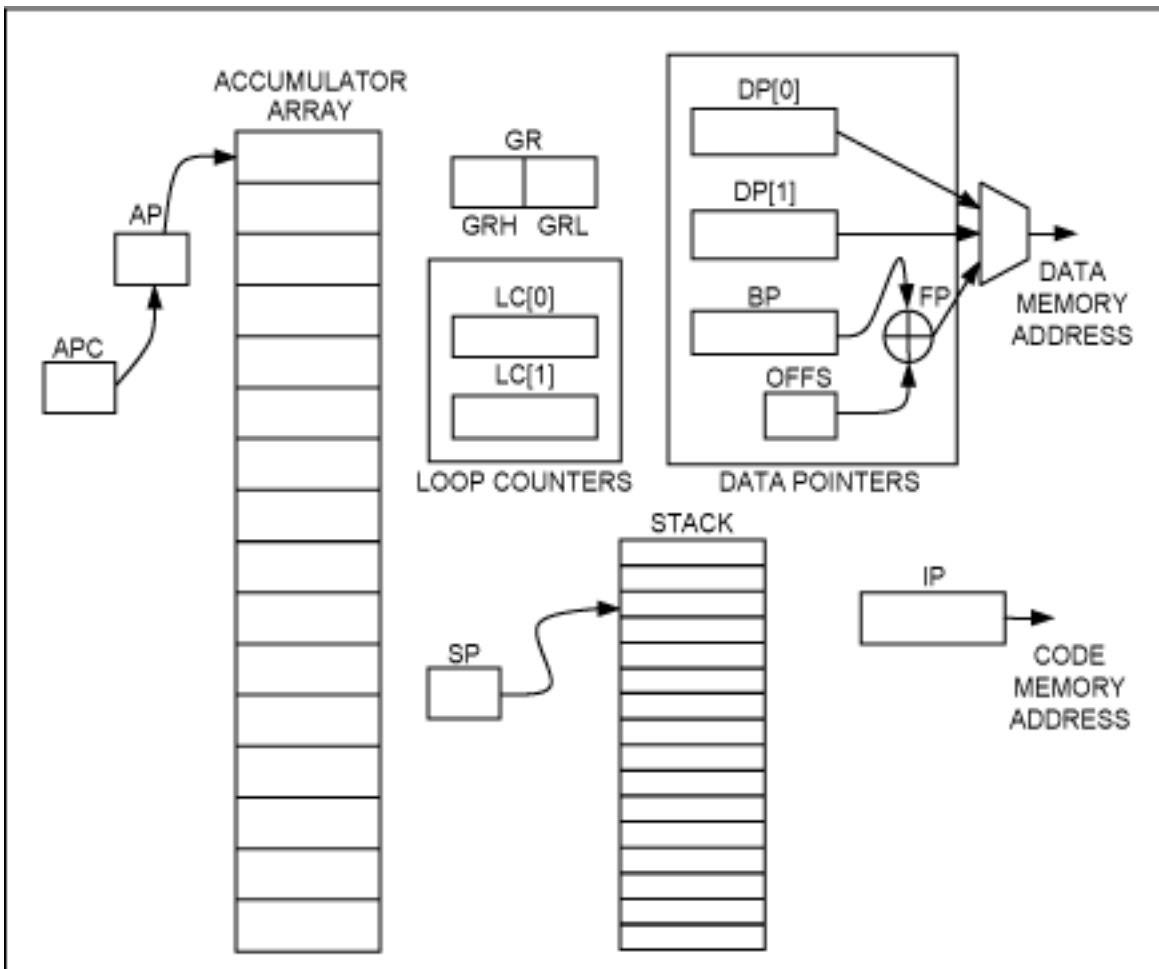 ACCUMULATOR
ARRAY
AP
APC
GR
GRH GRL
LC[0]
LC[1]
LOOP COUNTERS
DP[0]
DP[1]
BP
FP
OFFS
DATA POINTERS
DATA
MEMORY
ADDRESS
STACK
SP
IP
CODE
MEMORY
ADDRESS